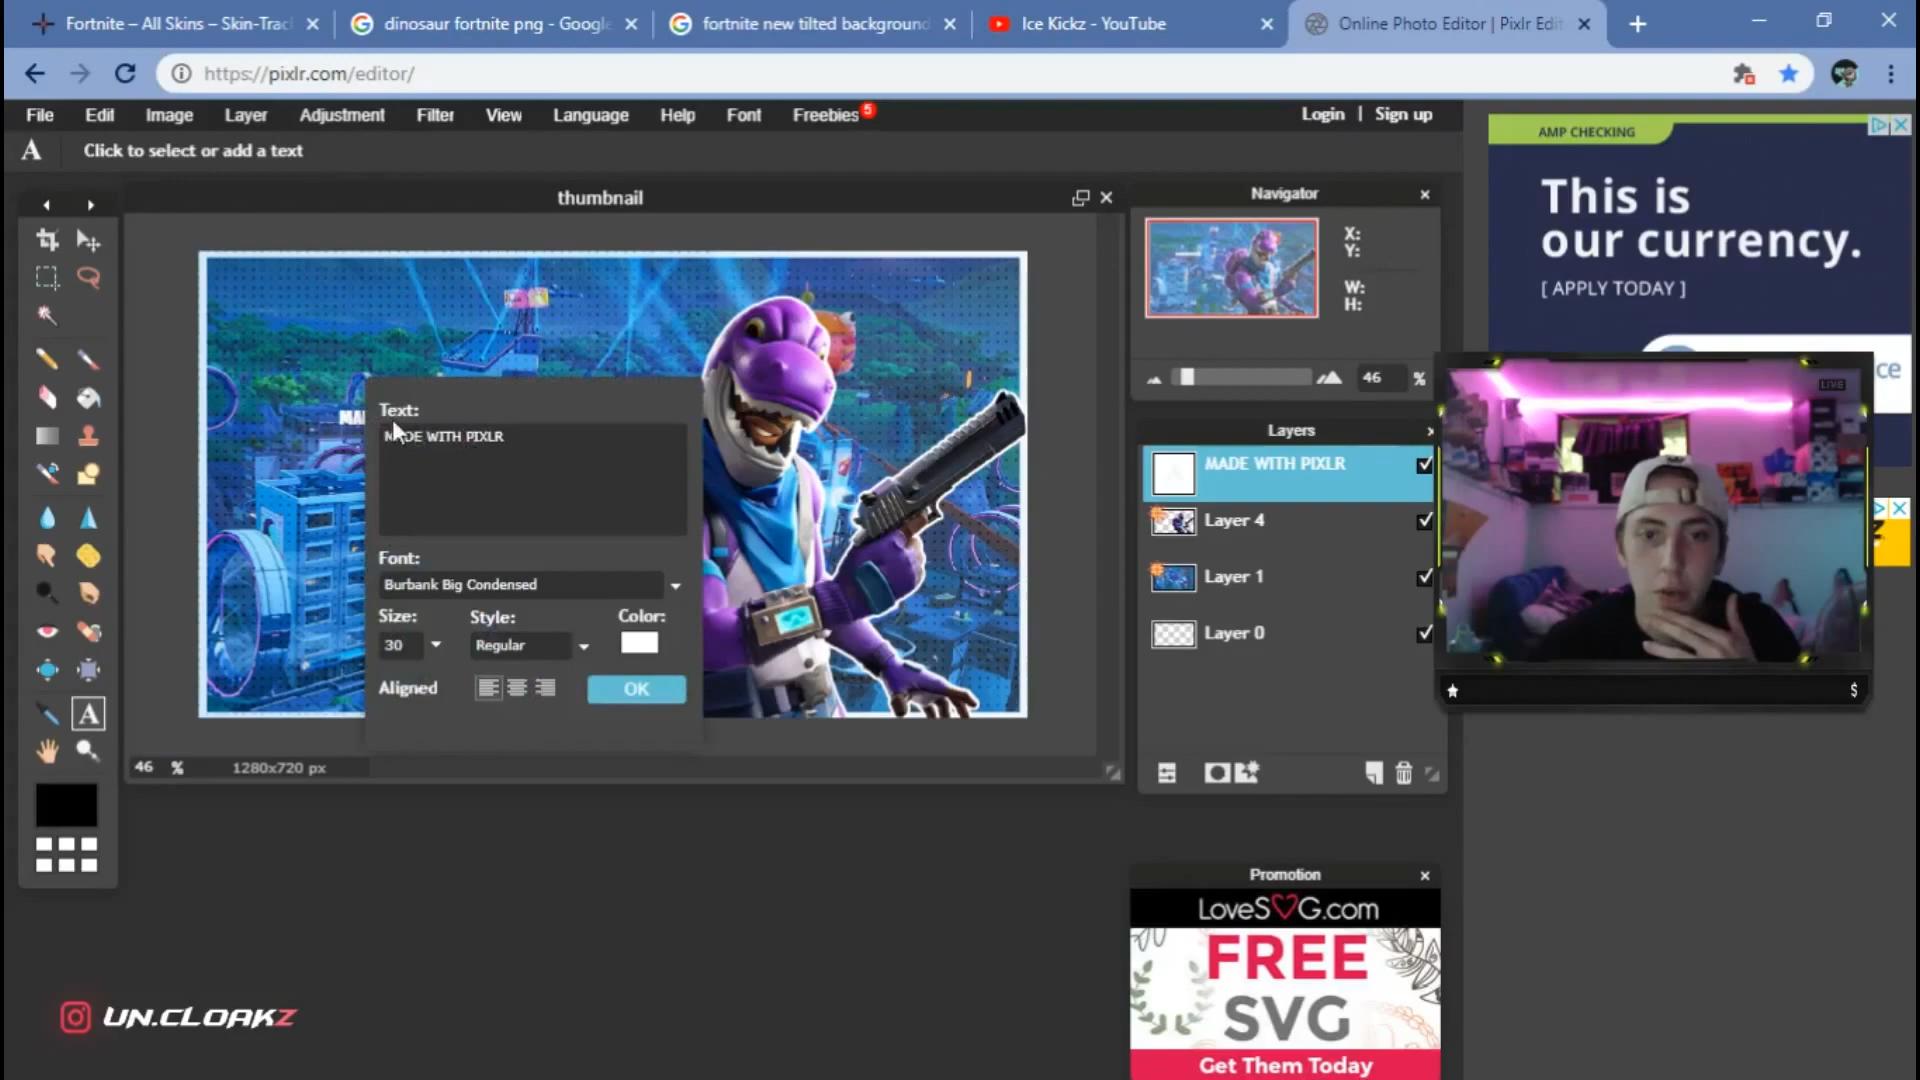 Fortnite – All Skins – Skin-Trac
dinosaur fortnite png - Google
fortnite new tilted background
Ice Kickz - YouTube
Online Photo Editor | Pixlr Edit
https://pixlr.com/editor/
File Edit Image Layer Adjustment Filter View Language Help Font Freebies 5
Login | Sign up
A Click to select or add a text
thumbnail
Navigator
X:
Y:
W:
H:
46 %
Text:
MADE WITH PIXLR
Font:
Burbank Big Condensed
Size: Style: Color:
30 Regular
Aligned OK
Layers
MADE WITH PIXLR
Layer 4
Layer 1
Layer 0
A
46 % 1280x720 px
AMP CHECKING
This is
our currency.
[ APPLY TODAY ]
ce
LIVE
$
Promotion
LoveSVG.com
FREE
SVG
Get Them Today
UN.CLOAKZ